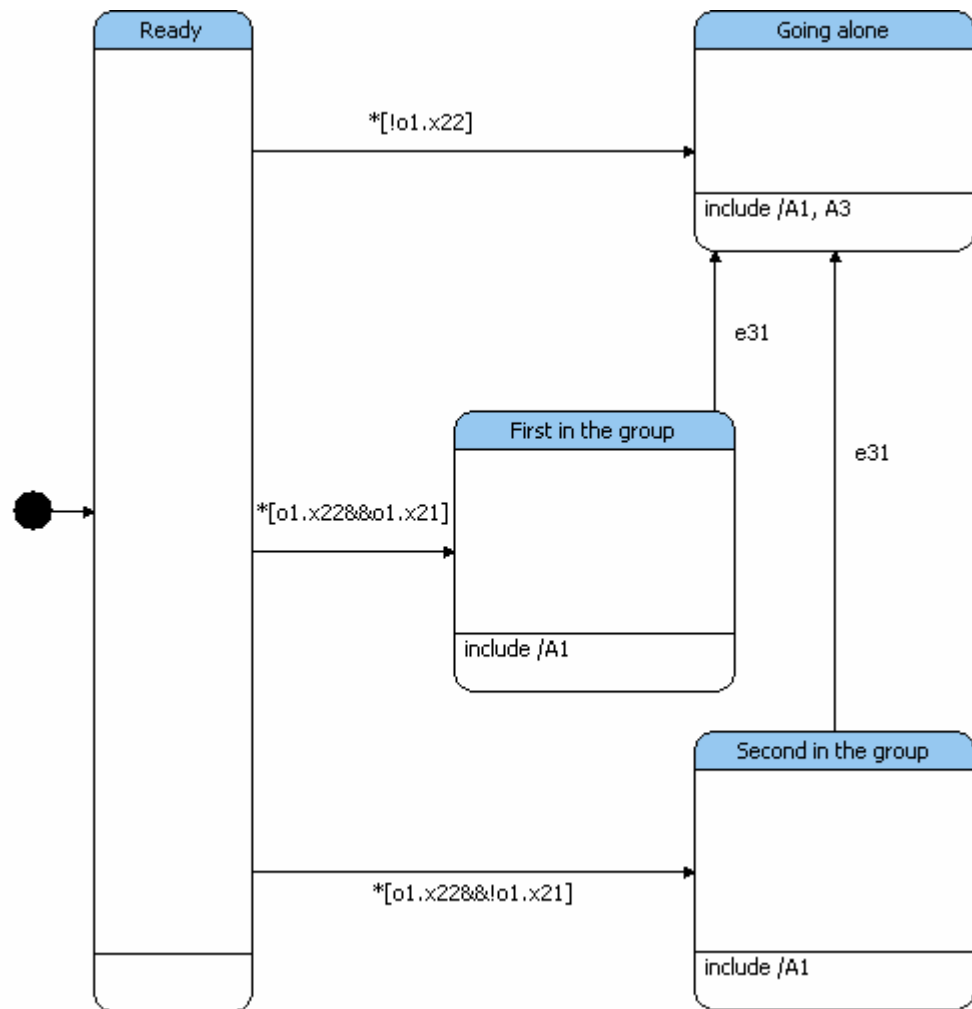 Ready
Going alone
*[!o1.x22]
include /A1, A3
e31
First in the group
e31
*[o1.x22&&o1.x21]
include /A1
Second in the group
*[o1.x22&&!o1.x21]
include /A1